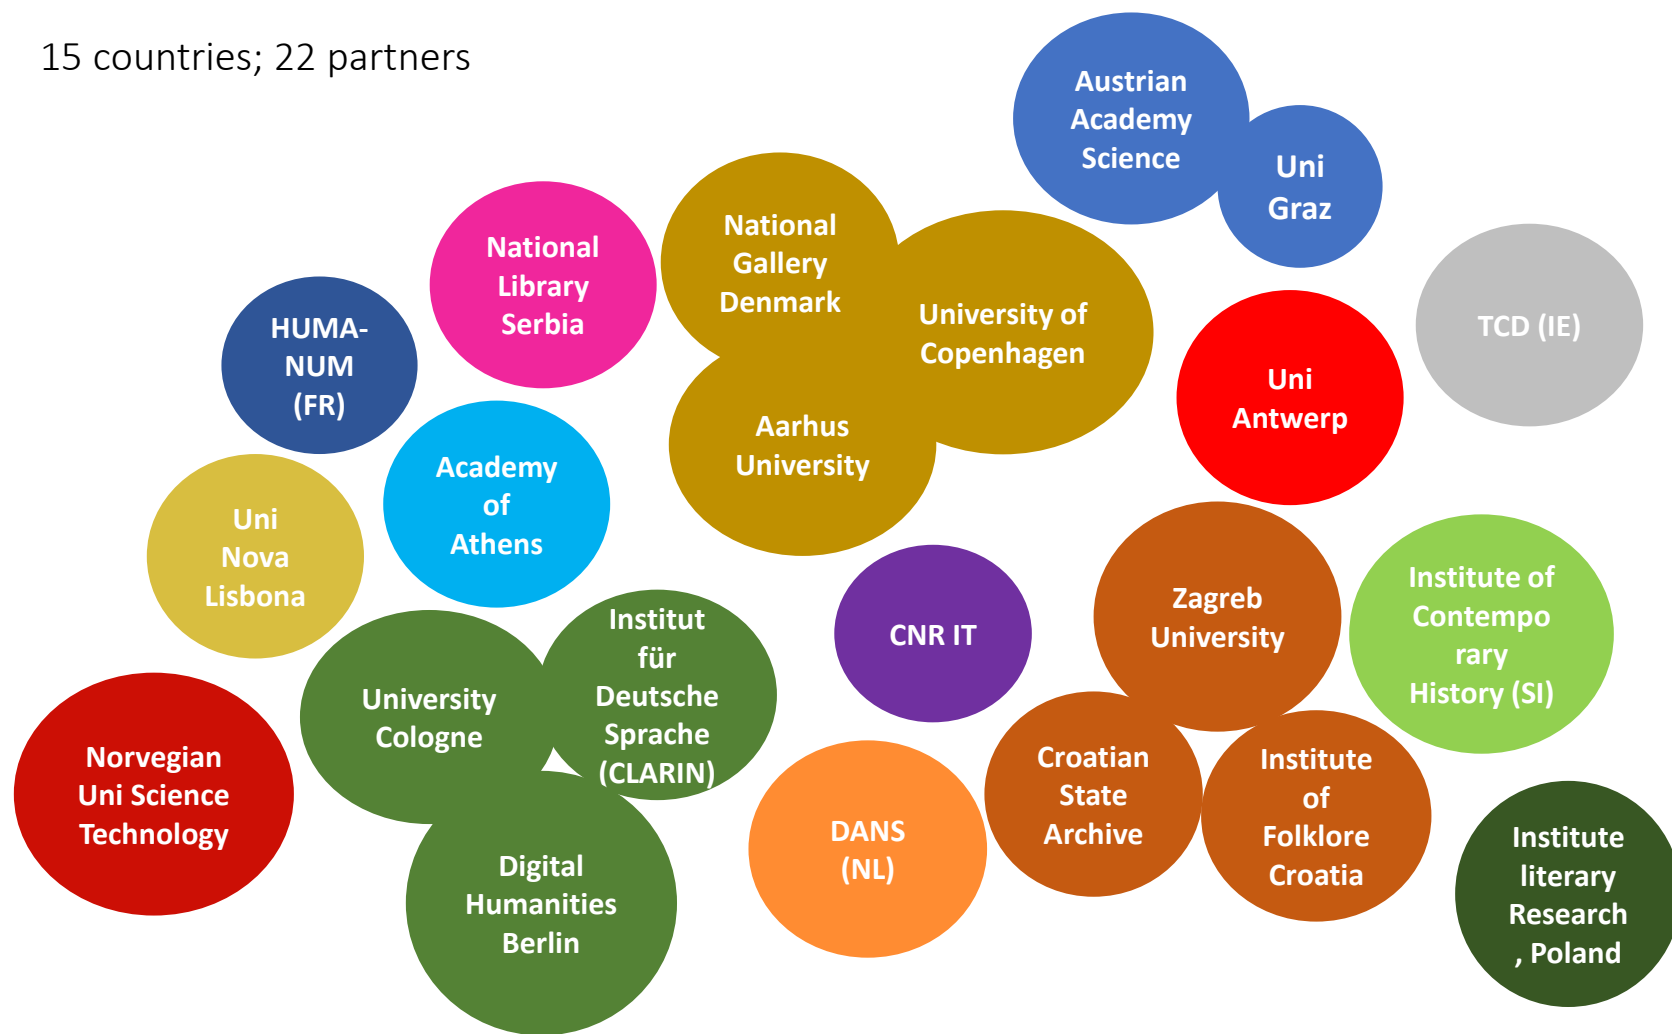 15 countries; 22 partners
Austrian
Academy
Science
Uni
Graz
National
Gallery
Denmark
National
Library
Serbia
University of
Copenhagen
TCD (IE)
HUMA-
NUM
(FR)
Uni
Antwerp
Aarhus
University
Academy
of
Athens
Uni
Nova
Lisbona
Institut
für
Deutsche
Sprache
(CLARIN)
CNR IT
Zagreb
University
Institute of
Contempo
rary
History (SI)
University
Cologne
Norwegian
Uni Science
Technology
Croatian
State
Archive
Institute
of
Folklore
Croatia
DANS
(NL)
Digital
Humanities
Berlin
Institute
literary
Research
, Poland